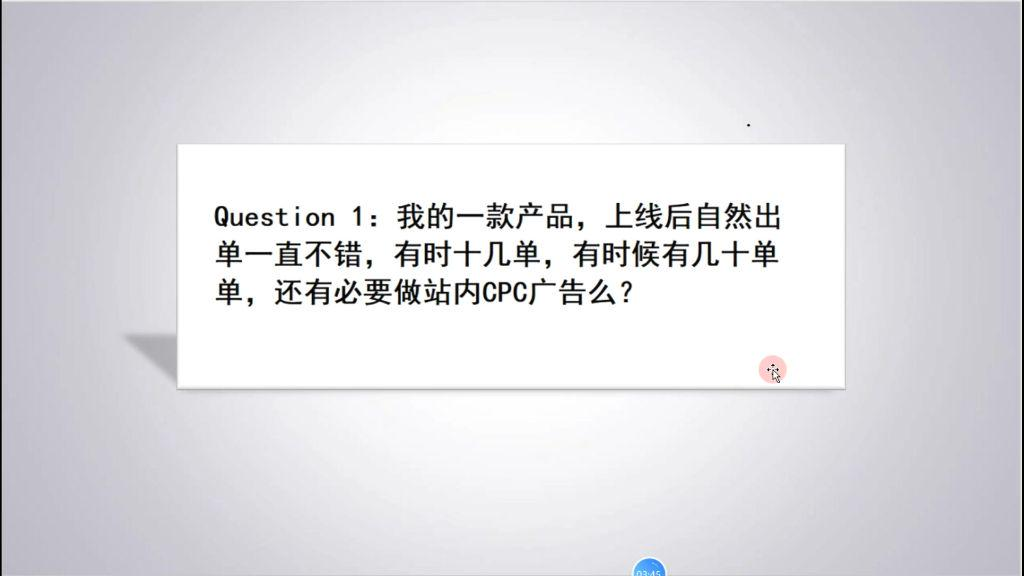 Question 1：我的一款产品，上线后自然出
单一直不错，有时十几单，有时候有几十单
单，还有必要做站内CPC广告么？
03:45